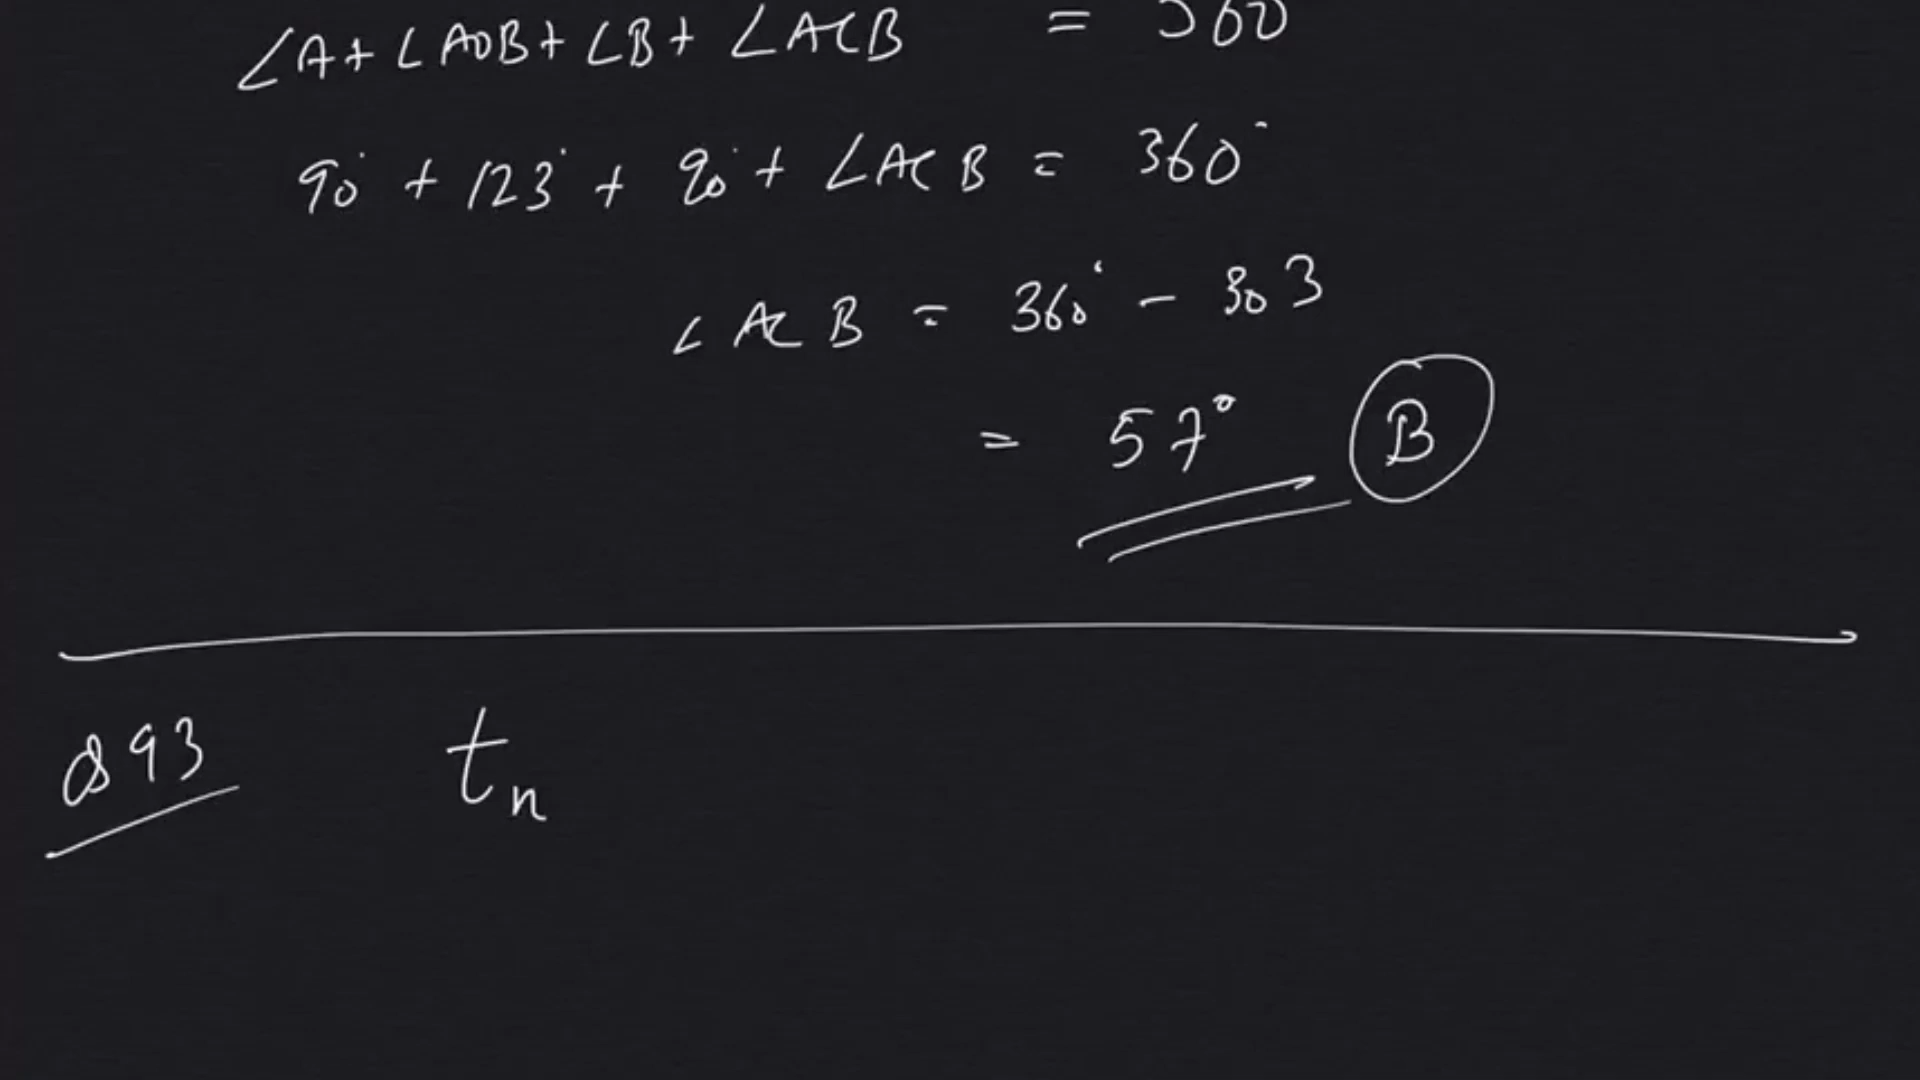 ∠A + ∠AOB + ∠B + ∠ACB = 360
90° + 123° + 90° + ∠ACB = 360°
∠ACB = 360° - 303
= 57° B
Q93 tn